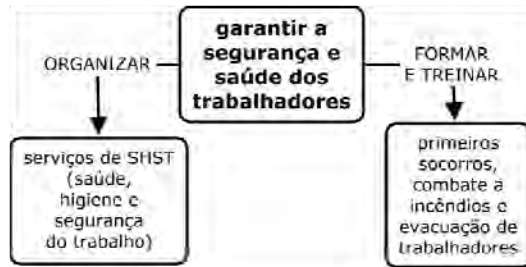 garantir a
segurança e
saúde dos
trabalhadores
ORGANIZAR
FORMAR
E TREINAR
serviços de SHST
(saúde,
higiene e
segurança
do trabalho)
primeiros
socorros,
combate a
incêndios e
evacuação de
trabalhadores